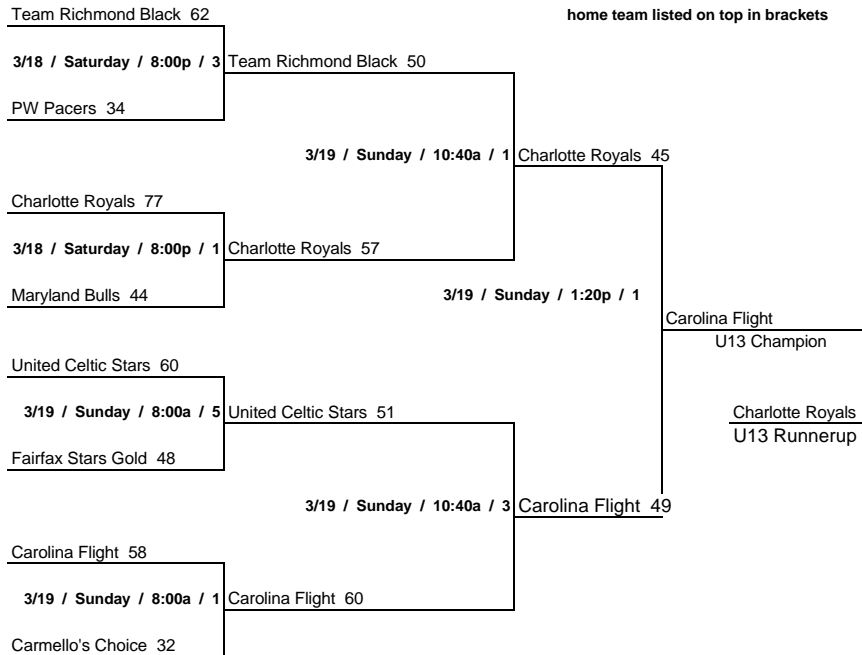 Team Richmond Black 62
home team listed on top in brackets
3/18 / Saturday / 8:00p / 3
Team Richmond Black 50
PW Pacers 34
3/19 / Sunday / 10:40a / 1
Charlotte Royals 45
Charlotte Royals 77
3/18 / Saturday / 8:00p / 1
Charlotte Royals 57
Maryland Bulls 44
3/19 / Sunday / 1:20p / 1
Carolina Flight
U13 Champion
United Celtic Stars 60
3/19 / Sunday / 8:00a / 5
United Celtic Stars 51
Charlotte Royals
U13 Runnerup
Fairfax Stars Gold 48
3/19 / Sunday / 10:40a / 3
Carolina Flight 49
Carolina Flight 58
3/19 / Sunday / 8:00a / 1
Carolina Flight 60
Carmello's Choice 32